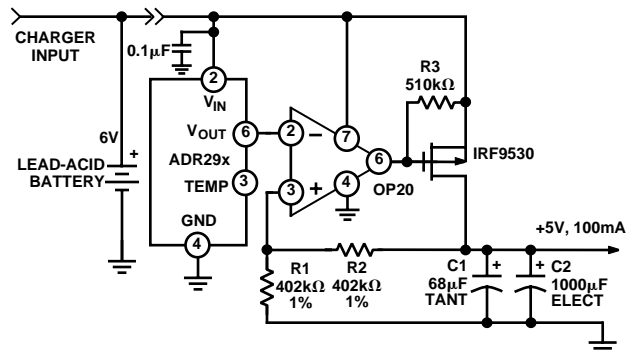 CHARGER
INPUT
0.1µF
2
VIN
VOUT
6
ADR29x
TEMP
3
GND
4
6V
+
LEAD-ACID
BATTERY
2
–
7
3
+
4
6
OP20
R3
510kΩ
IRF9530
+5V, 100mA
R1
402kΩ
1%
R2
402kΩ
1%
C1
68µF
TANT
+
C2
1000µF
ELECT
+